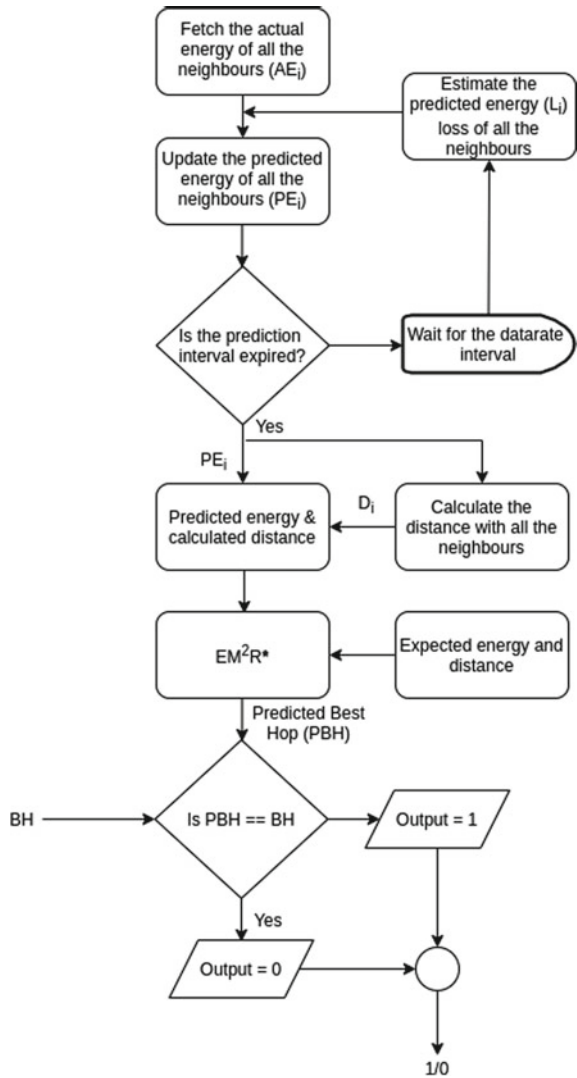 Fetch the actual
energy of all the
neighbours (AEi)
Estimate the
predicted energy (Li)
loss of all the
neighbours
Update the predicted
energy of all the
neighbours (PEi)
Is the prediction
interval expired?
Wait for the datarate
interval
Yes
PEi
Di
Predicted energy &
calculated distance
Calculate the
distance with all the
neighbours
EM²R*
Expected energy and
distance
Predicted Best
Hop (PBH)
BH
Is PBH == BH
Output = 1
Yes
Output = 0
1/0